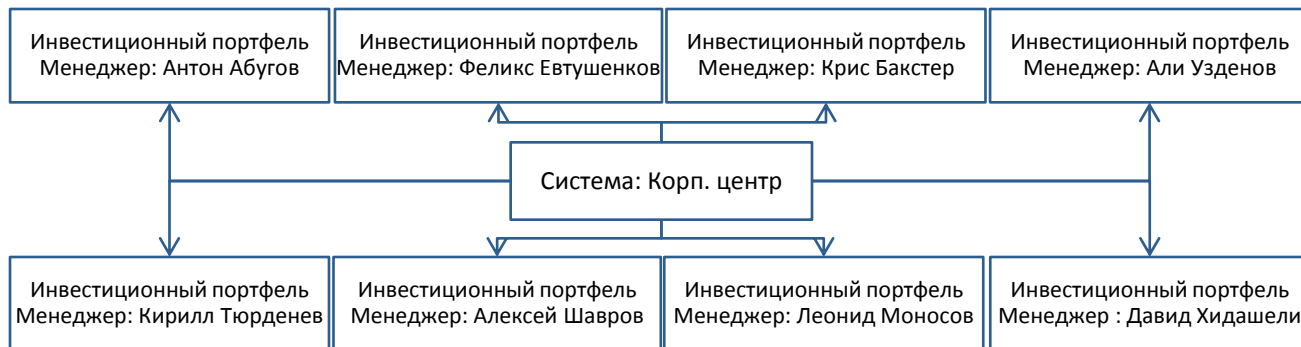 Инвестиционный портфель
Менеджер: Антон Абугов
Инвестиционный портфель
Менеджер: Феликс Евтушенков
Инвестиционный портфель
Менеджер: Крис Бакстер
Инвестиционный портфель
Менеджер: Али Узденов
Система: Корп. центр
Инвестиционный портфель
Менеджер: Кирилл Тюрденев
Инвестиционный портфель
Менеджер: Алексей Шавров
Инвестиционный портфель
Менеджер: Леонид Моносов
Инвестиционный портфель
Менеджер : Давид Хидашели